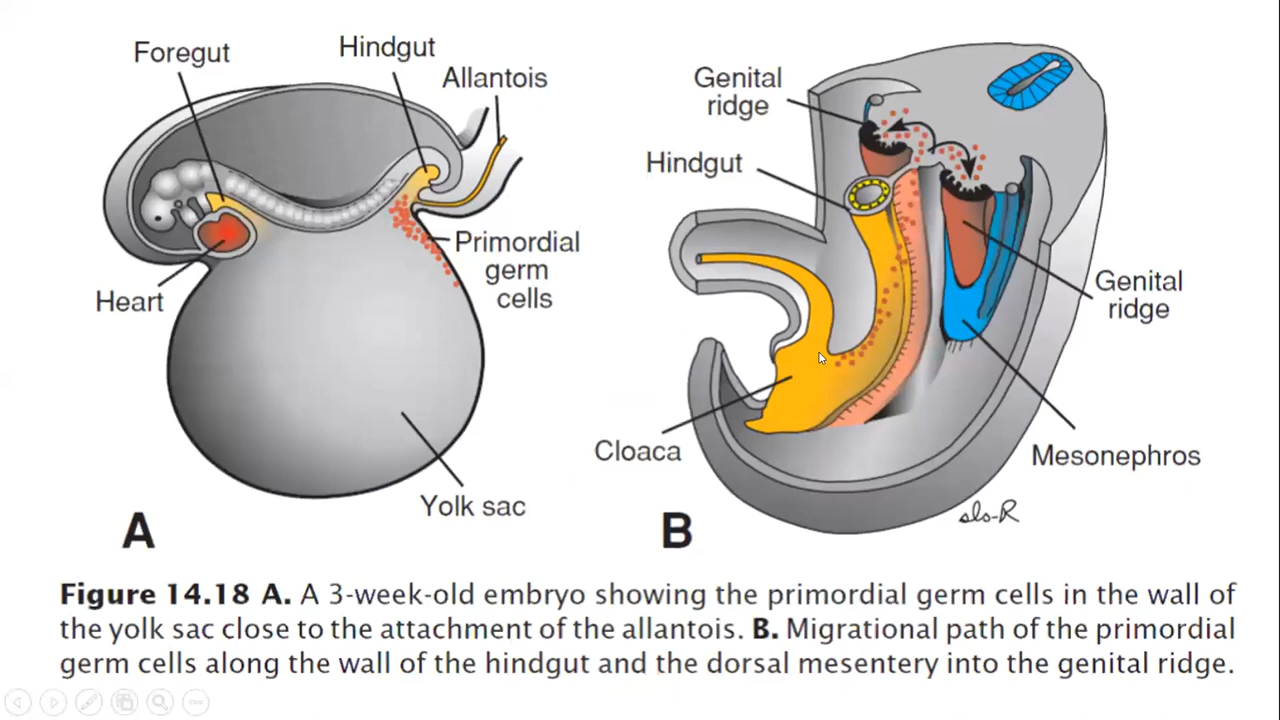 Foregut
Hindgut
Allantois
Primordial
germ
cells
Heart
Yolk sac
A
Genital
ridge
Hindgut
Genital
ridge
Cloaca
Mesonephros
sls-R
B
Figure 14.18 A. A 3-week-old embryo showing the primordial germ cells in the wall of
the yolk sac close to the attachment of the allantois. B. Migrational path of the primordial
germ cells along the wall of the hindgut and the dorsal mesentery into the genital ridge.